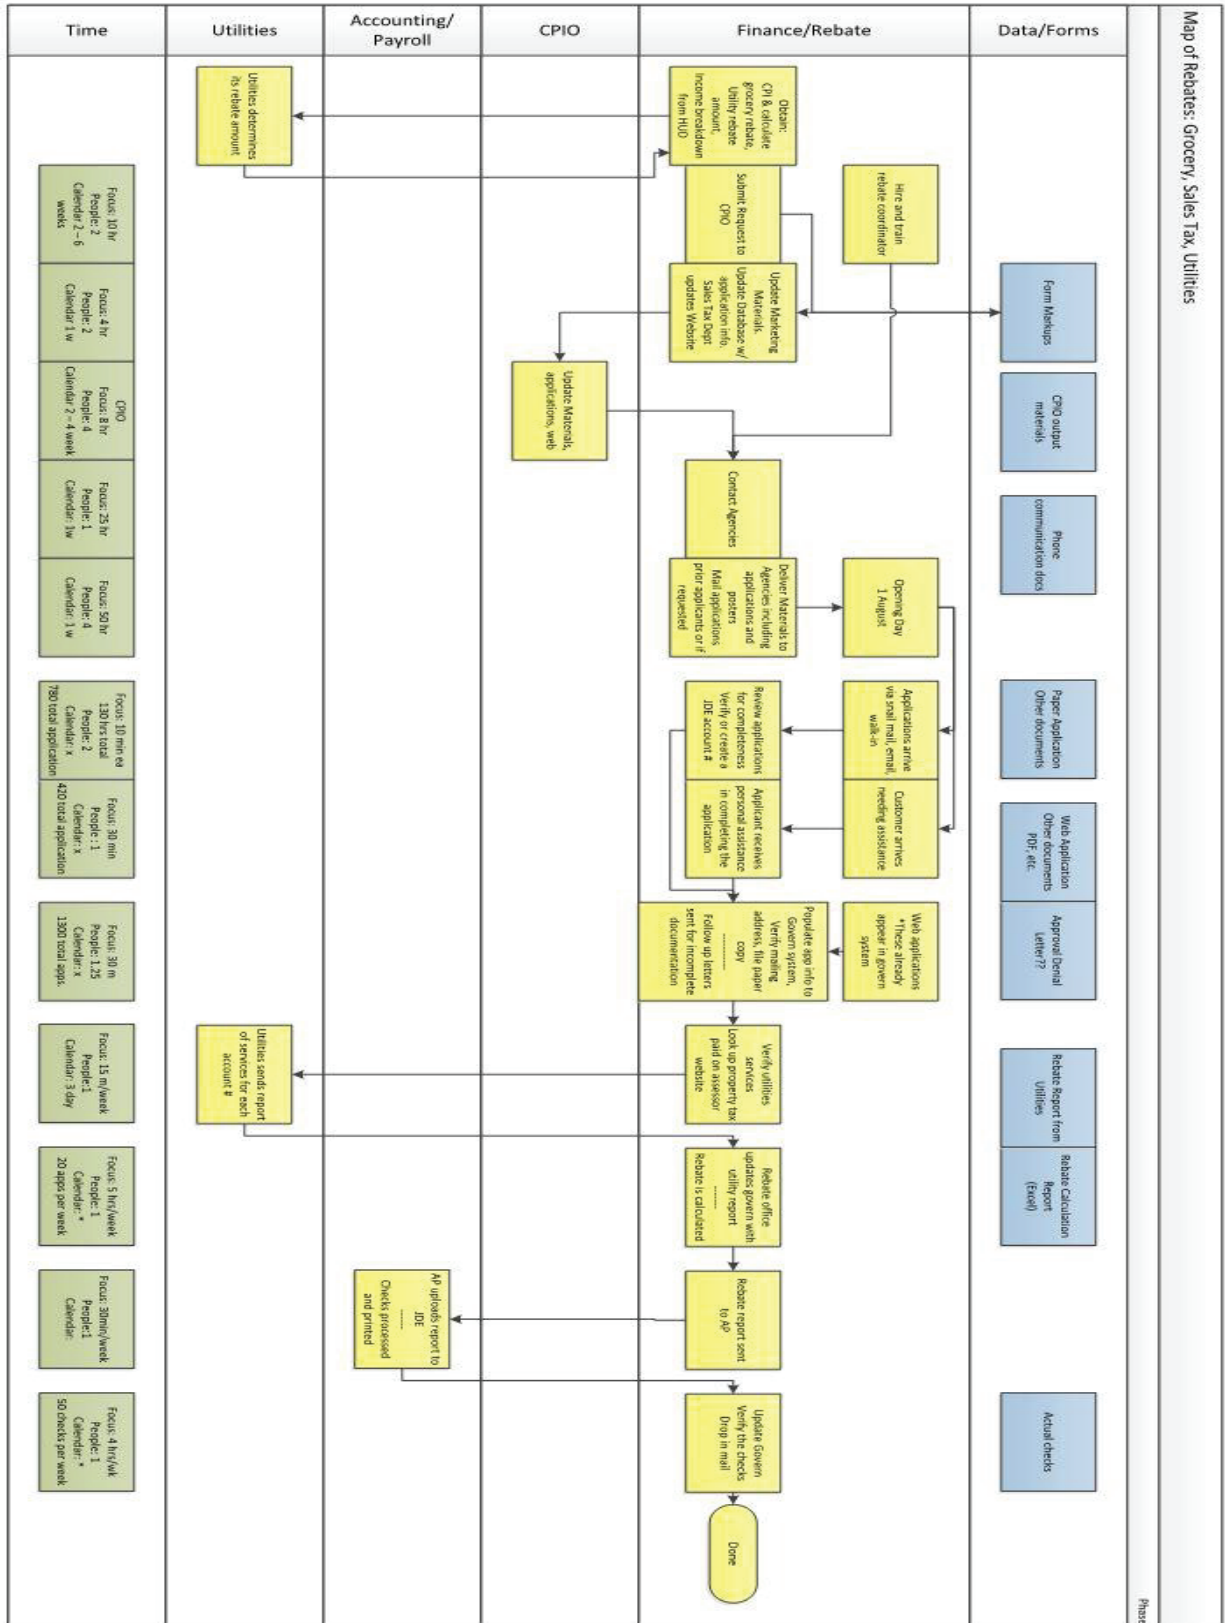 Map of Rebates: Grocery, Sales Tax, Utilities
Phase
Data/Forms
Form Markups
CPIO output
materials
Phone
communication docs
Paper Application
Other documents
Web Application
Other documents
PDF, etc.
Approval Denial
Letter??
Rebate Report from
Utilities
Rebate Calculation
Report
(Excel)
Actual checks
Finance/Rebate
Hire and train
rebate coordinator
Opening Day
1 August
Applications arrive
via snail mail, email,
walk-in
Customer arrives
needing assistance
Web applications
*These already
appear in govern
system
Obtain:
CPI & calculate
grocery rebate,
Utility rebate
amount,
Income breakdown
from HUD
Submit Request to
CPIO
Update Marketing
Materials.
Update Database w/
application info.
Sales Tax Dept
updates Website
Contact Agencies
Deliver Materials to
Agencies including
applications and
posters
Mail applications
prior applicants or if
requested
Review applications
for completeness
Verify or create a
JDE account #
Applicant receives
personal assistance
in completing the
application
Populate app info to
Govern system,
Verify mailing
address, file paper
copy
----------
Follow up letters
sent for incomplete
documentation
Verify utilities
services
Look up property tax
paid on assessor
website
Rebate office
updates govern with
utility report
--------
Rebate is calculated
Rebate report sent
to AP
Update Govern
Verify the checks
Drop in mail
Done
CPIO
Update Materials,
applications, web
Accounting/
Payroll
AP uploads report to
JDE
-------
Checks processed
and printed
Utilities
Utilities determines
its rebate amount
Utilities sends report
of services for each
account #
Time
Focus: 10 hr
People: 2
Calendar 2 – 6
weeks
Focus: 4 hr
People: 2
Calendar 1 w
CPIO
Focus: 8 hr
People: 4
Calendar 2 – 4 week
Focus: 25 hr
People: 1
Calendar: 1w
Focus: 50 hr
People: 4
Calendar: 1 w
Focus: 10 min ea
130 hrs total
People: 2
Calendar: x
780 total application
Focus: 30 min
People : 1
Calendar: x
420 total application
Focus: 30 m
People: 1.25
Calendar: x
1300 total apps.
Focus: 15 m/week
People:1
Calendar: 3 day
Focus: 5 hrs/week
People: 1
Calendar: *
20 apps per week
Focus: 30min/week
People:1
Calendar:
Focus: 4 hrs/wk
People: 1
Calendar: *
50 checks per week